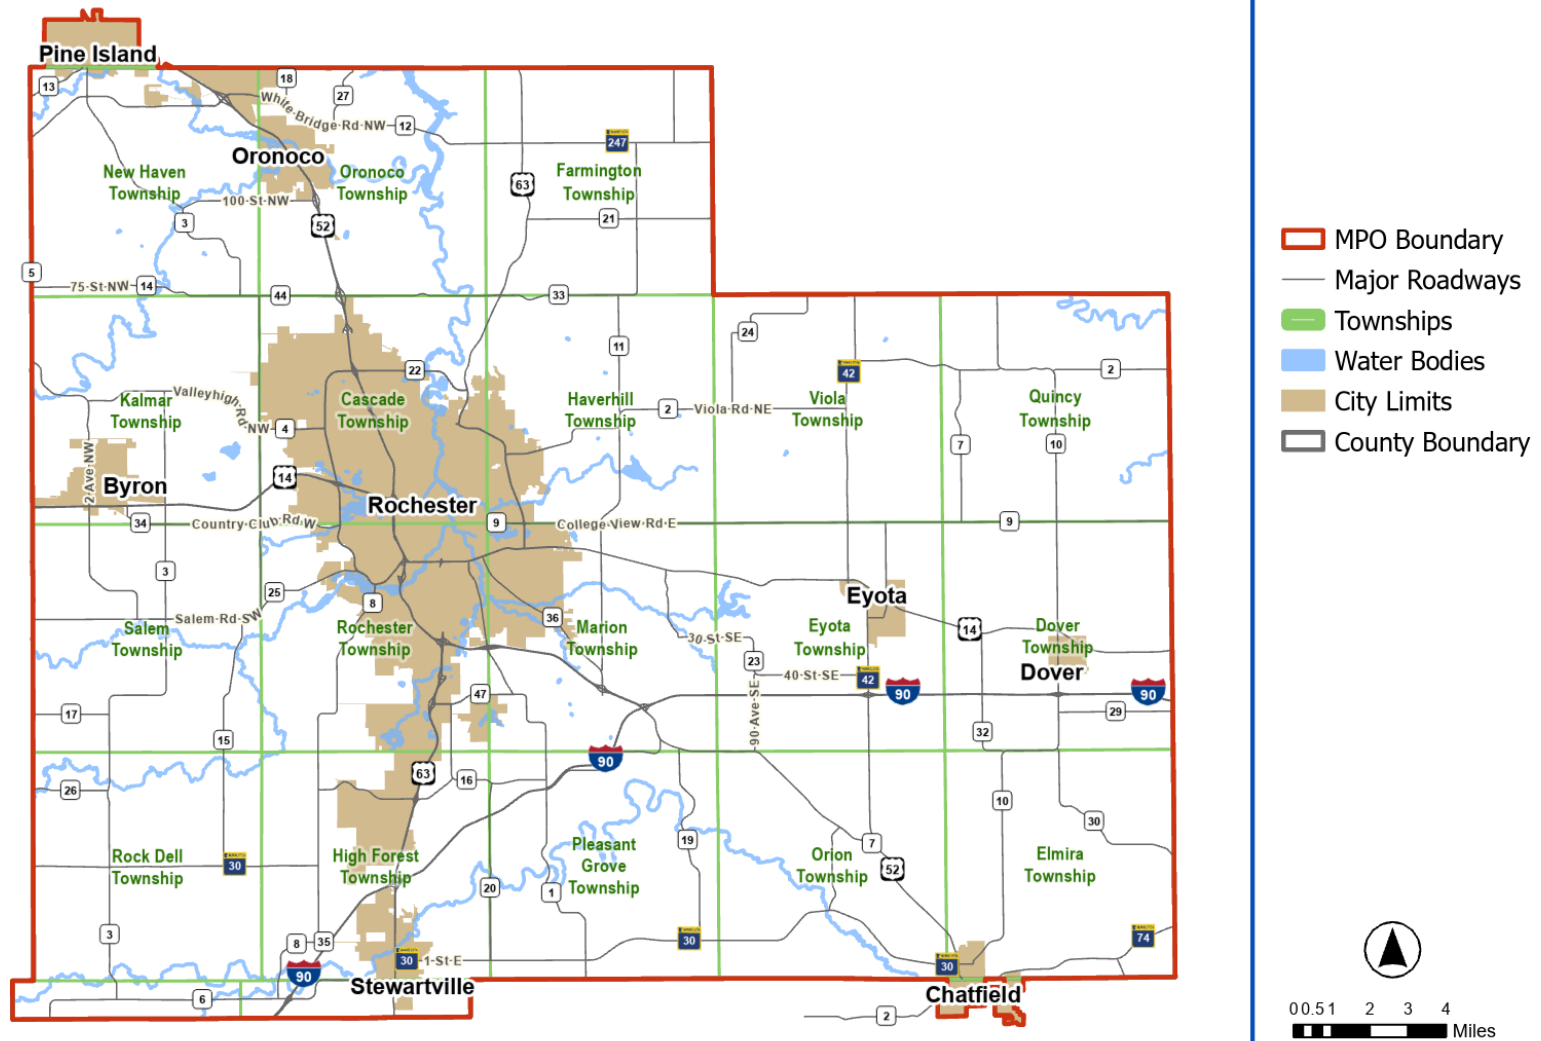 Pine Island
13
18
27
White Bridge Rd NW
12
247
Oronoco
New Haven
Township
Oronoco
Township
Farmington
Township
63
100 St NW
3
52
21
5
75 St NW
14
44
33
24
11
22
42
2
Valleyhigh Rd NW
Kalmar
Township
Cascade
Township
Haverhill
Township
2
Viola Rd NE
Viola
Township
Quincy
Township
4
7
10
2 Ave NW
Byron
14
Rochester
34
Country Club Rd W
9
College View Rd E
9
3
25
Salem Rd SW
Salem
Township
8
Rochester
Township
36
Marion
Township
Eyota
30 St SE
Eyota
Township
14
Dover
Township
Dover
23
40 St SE
42
90
90
47
90 Ave SE
17
29
15
32
90
63
16
26
10
30
19
7
Rock Dell
Township
30
High Forest
Township
Pleasant
Grove
Township
Orion
Township
52
Elmira
Township
20
1
3
8
35
30
1 St E
30
30
74
90
Stewartville
6
Chatfield
2
MPO Boundary
Major Roadways
Townships
Water Bodies
City Limits
County Boundary
0 0.5 1 2 3 4
Miles